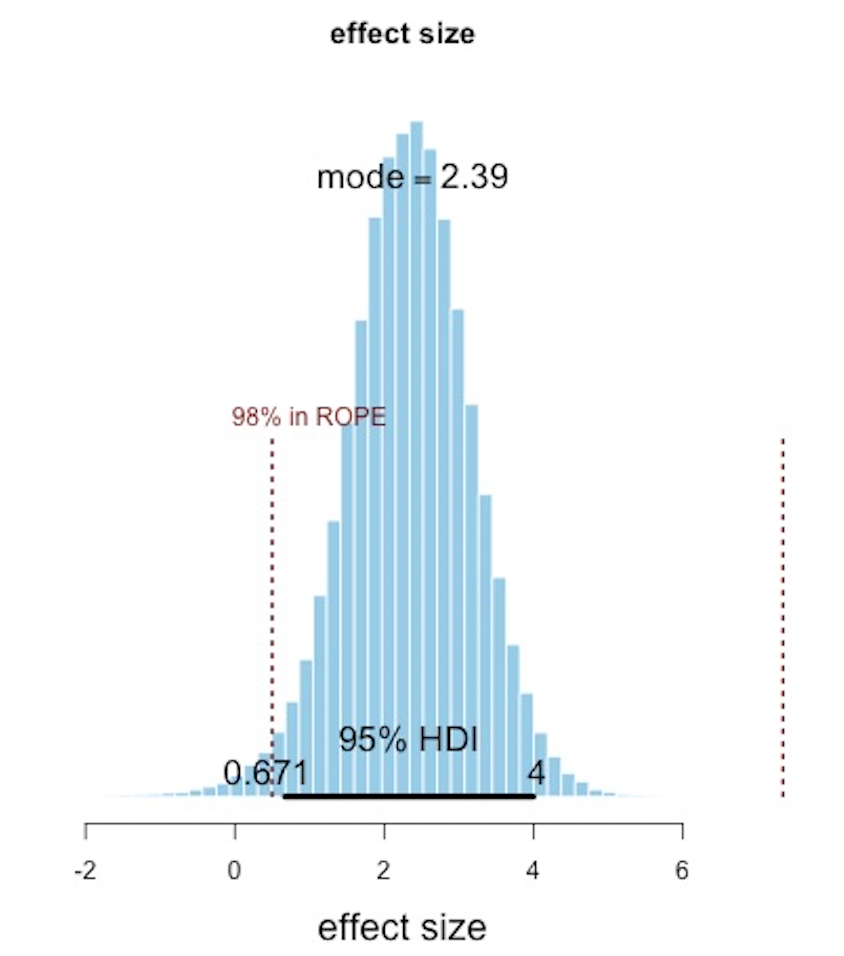 effect size
mode = 2.39
98% in ROPE
95% HDI
0.671 4
-2 0 2 4 6
effect size